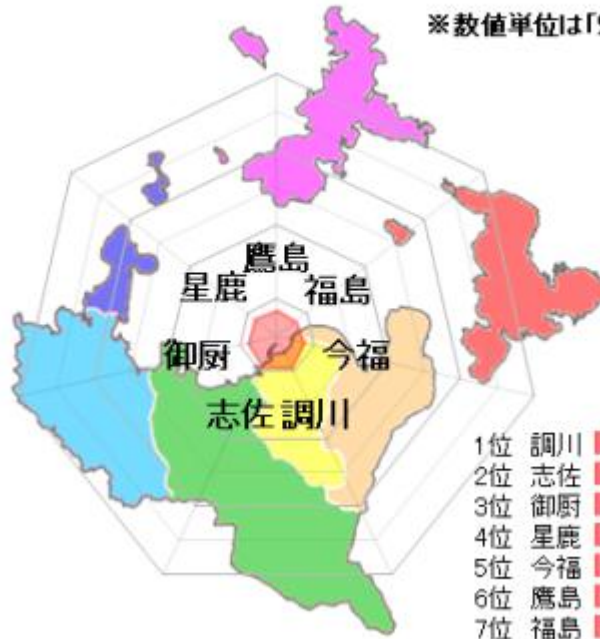 ※数値単位は「
鷹島
星鹿
福島
御厨
今福
志佐
調川
1位 調川
2位 志佐
3位 御厨
4位 星鹿
5位 今福
6位 鷹島
7位 福島